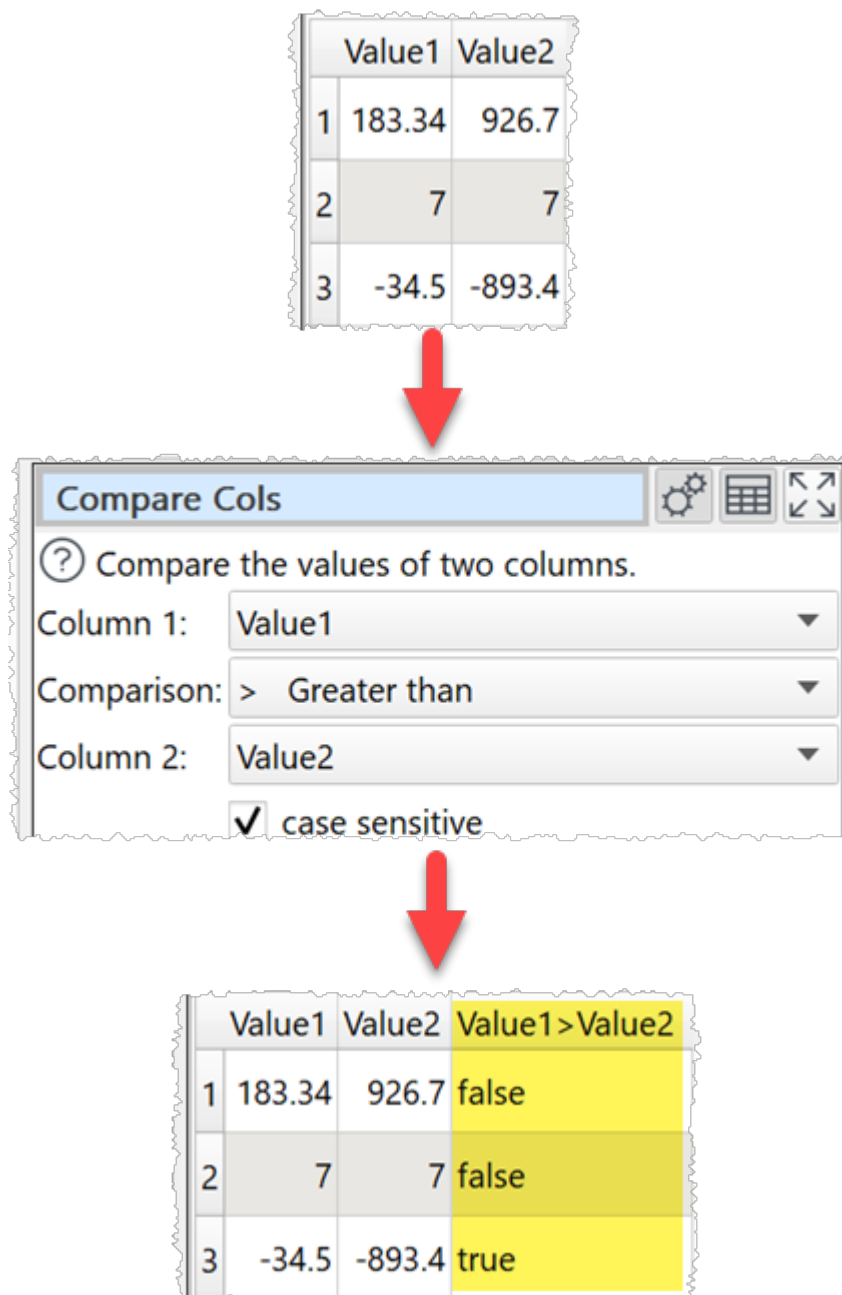 Value1 Value2
1 183.34 926.7
2 7 7
3 -34.5 -893.4
Compare Cols
? Compare the values of two columns.
Column 1: Value1
Comparison: > Greater than
Column 2: Value2
✓ case sensitive
Value1 Value2 Value1>Value2
1 183.34 926.7 false
2 7 7 false
3 -34.5 -893.4 true